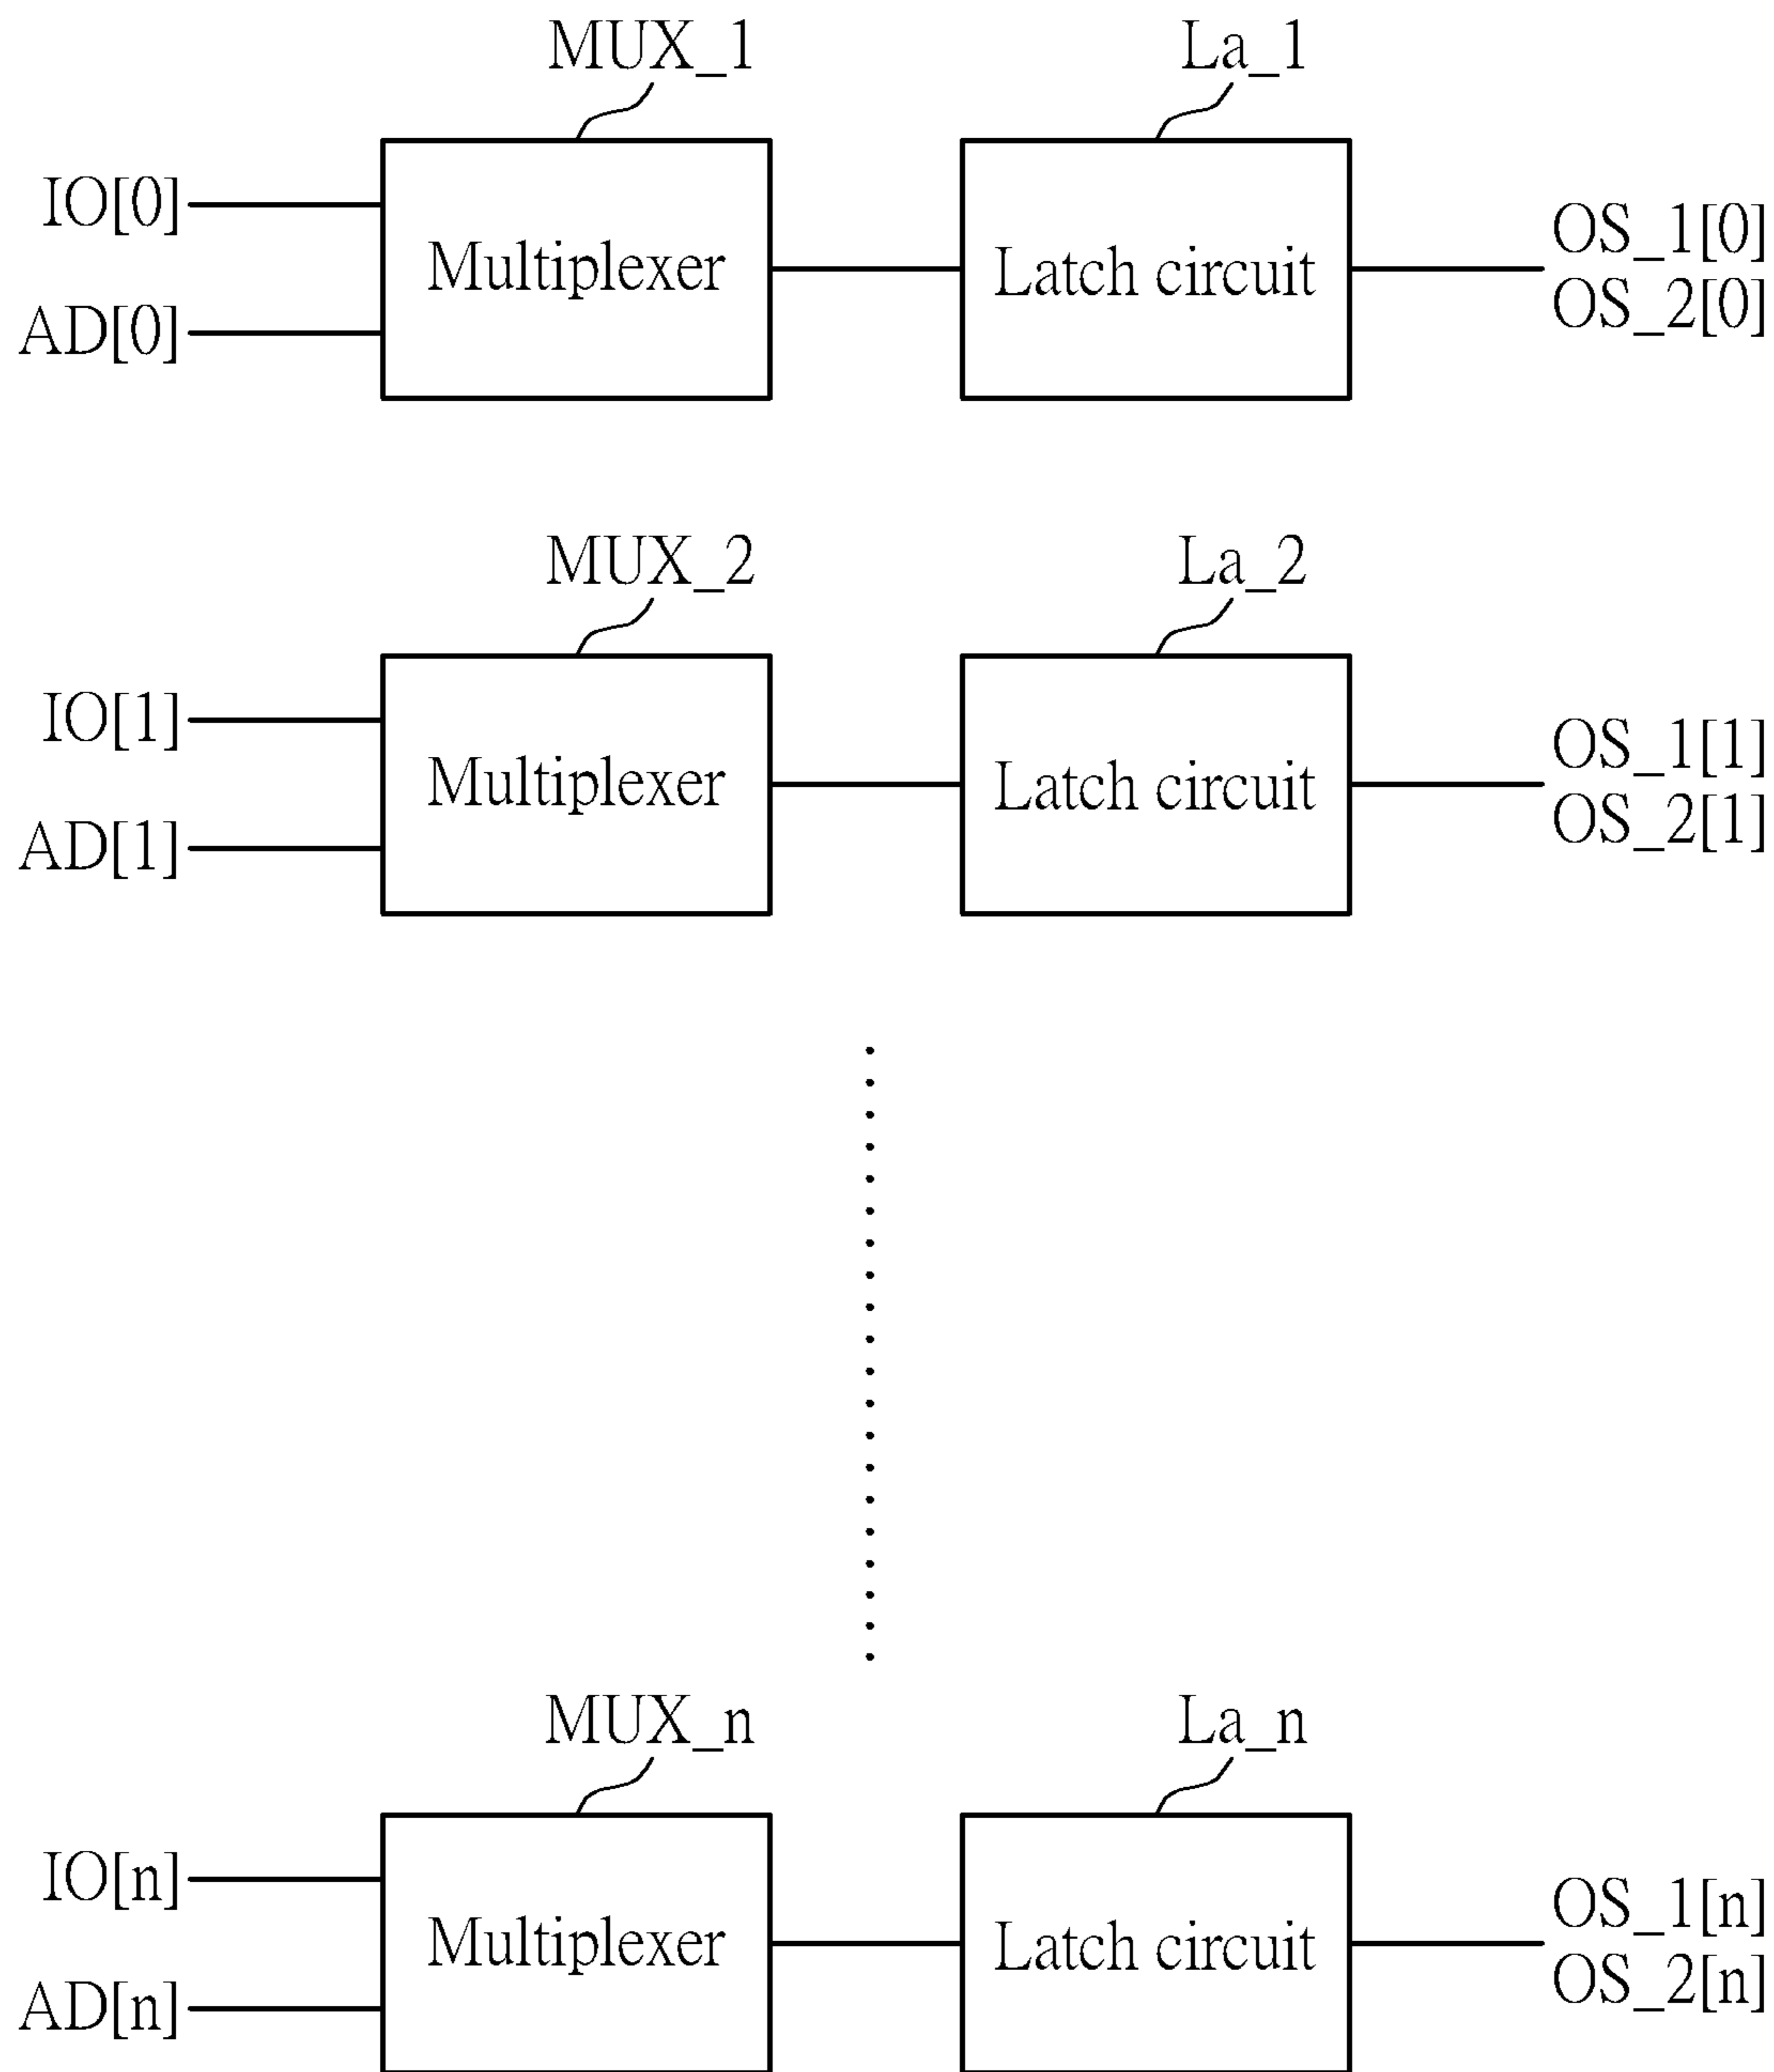 MUX_1
La_1
IO[0]
AD[0]
Multiplexer
Latch circuit
OS_1[0]
OS_2[0]
MUX_2
La_2
IO[1]
AD[1]
Multiplexer
Latch circuit
OS_1[1]
OS_2[1]
MUX_n
La_n
IO[n]
AD[n]
Multiplexer
Latch circuit
OS_1[n]
OS_2[n]